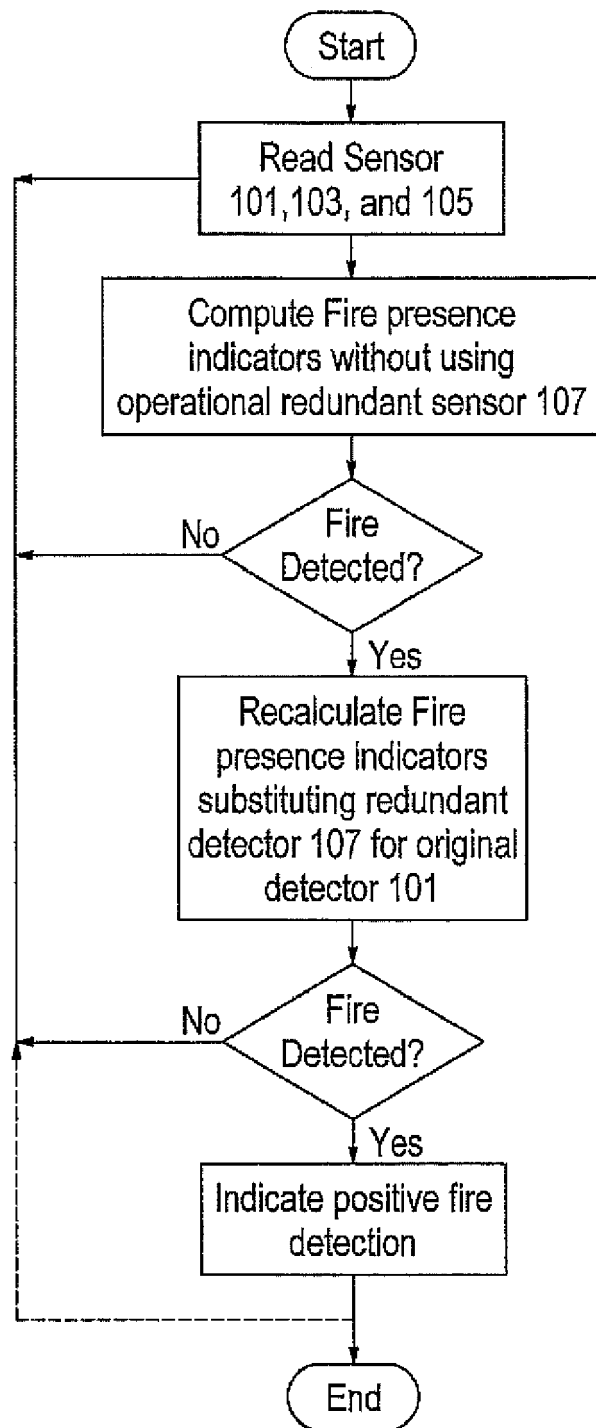 Start
Read Sensor
101,103, and 105
Compute Fire presence
indicators without using
operational redundant sensor 107
No
Fire
Detected?
Yes
Recalculate Fire
presence indicators
substituting redundant
detector 107 for original
detector 101
No
Fire
Detected?
Yes
Indicate positive fire
detection
End